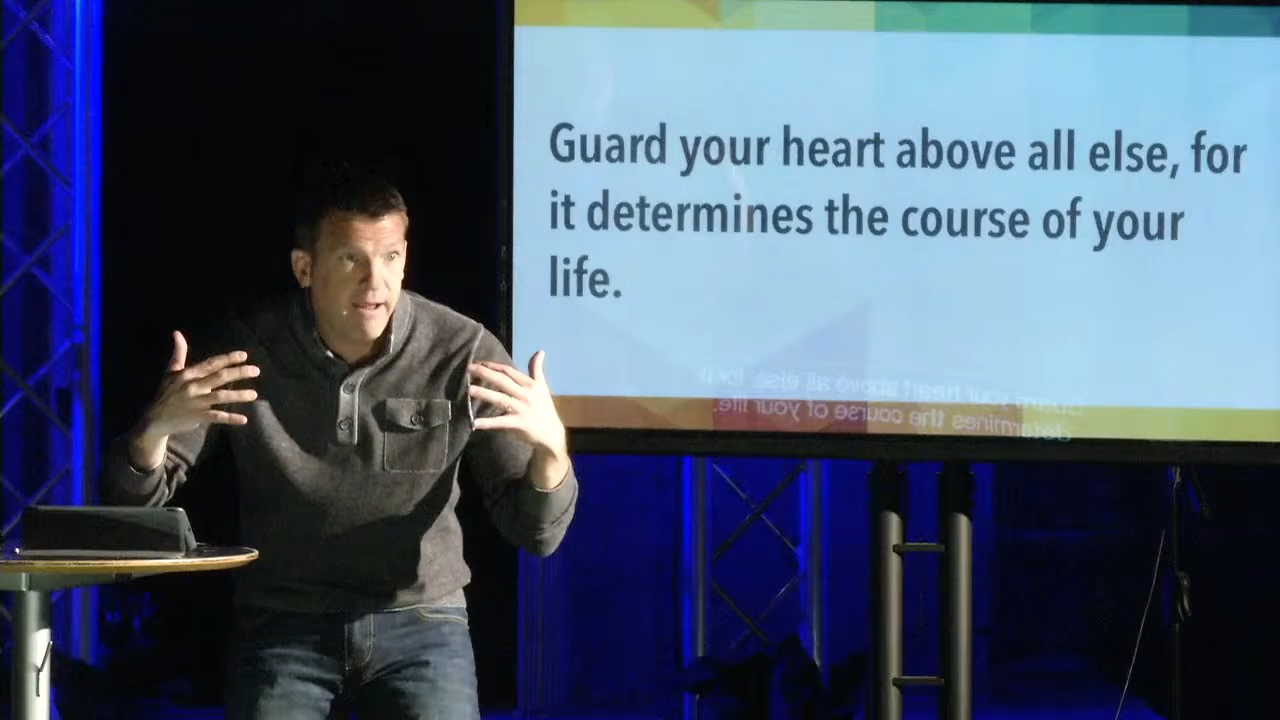 Guard your heart above all else, for
it determines the course of your
life.